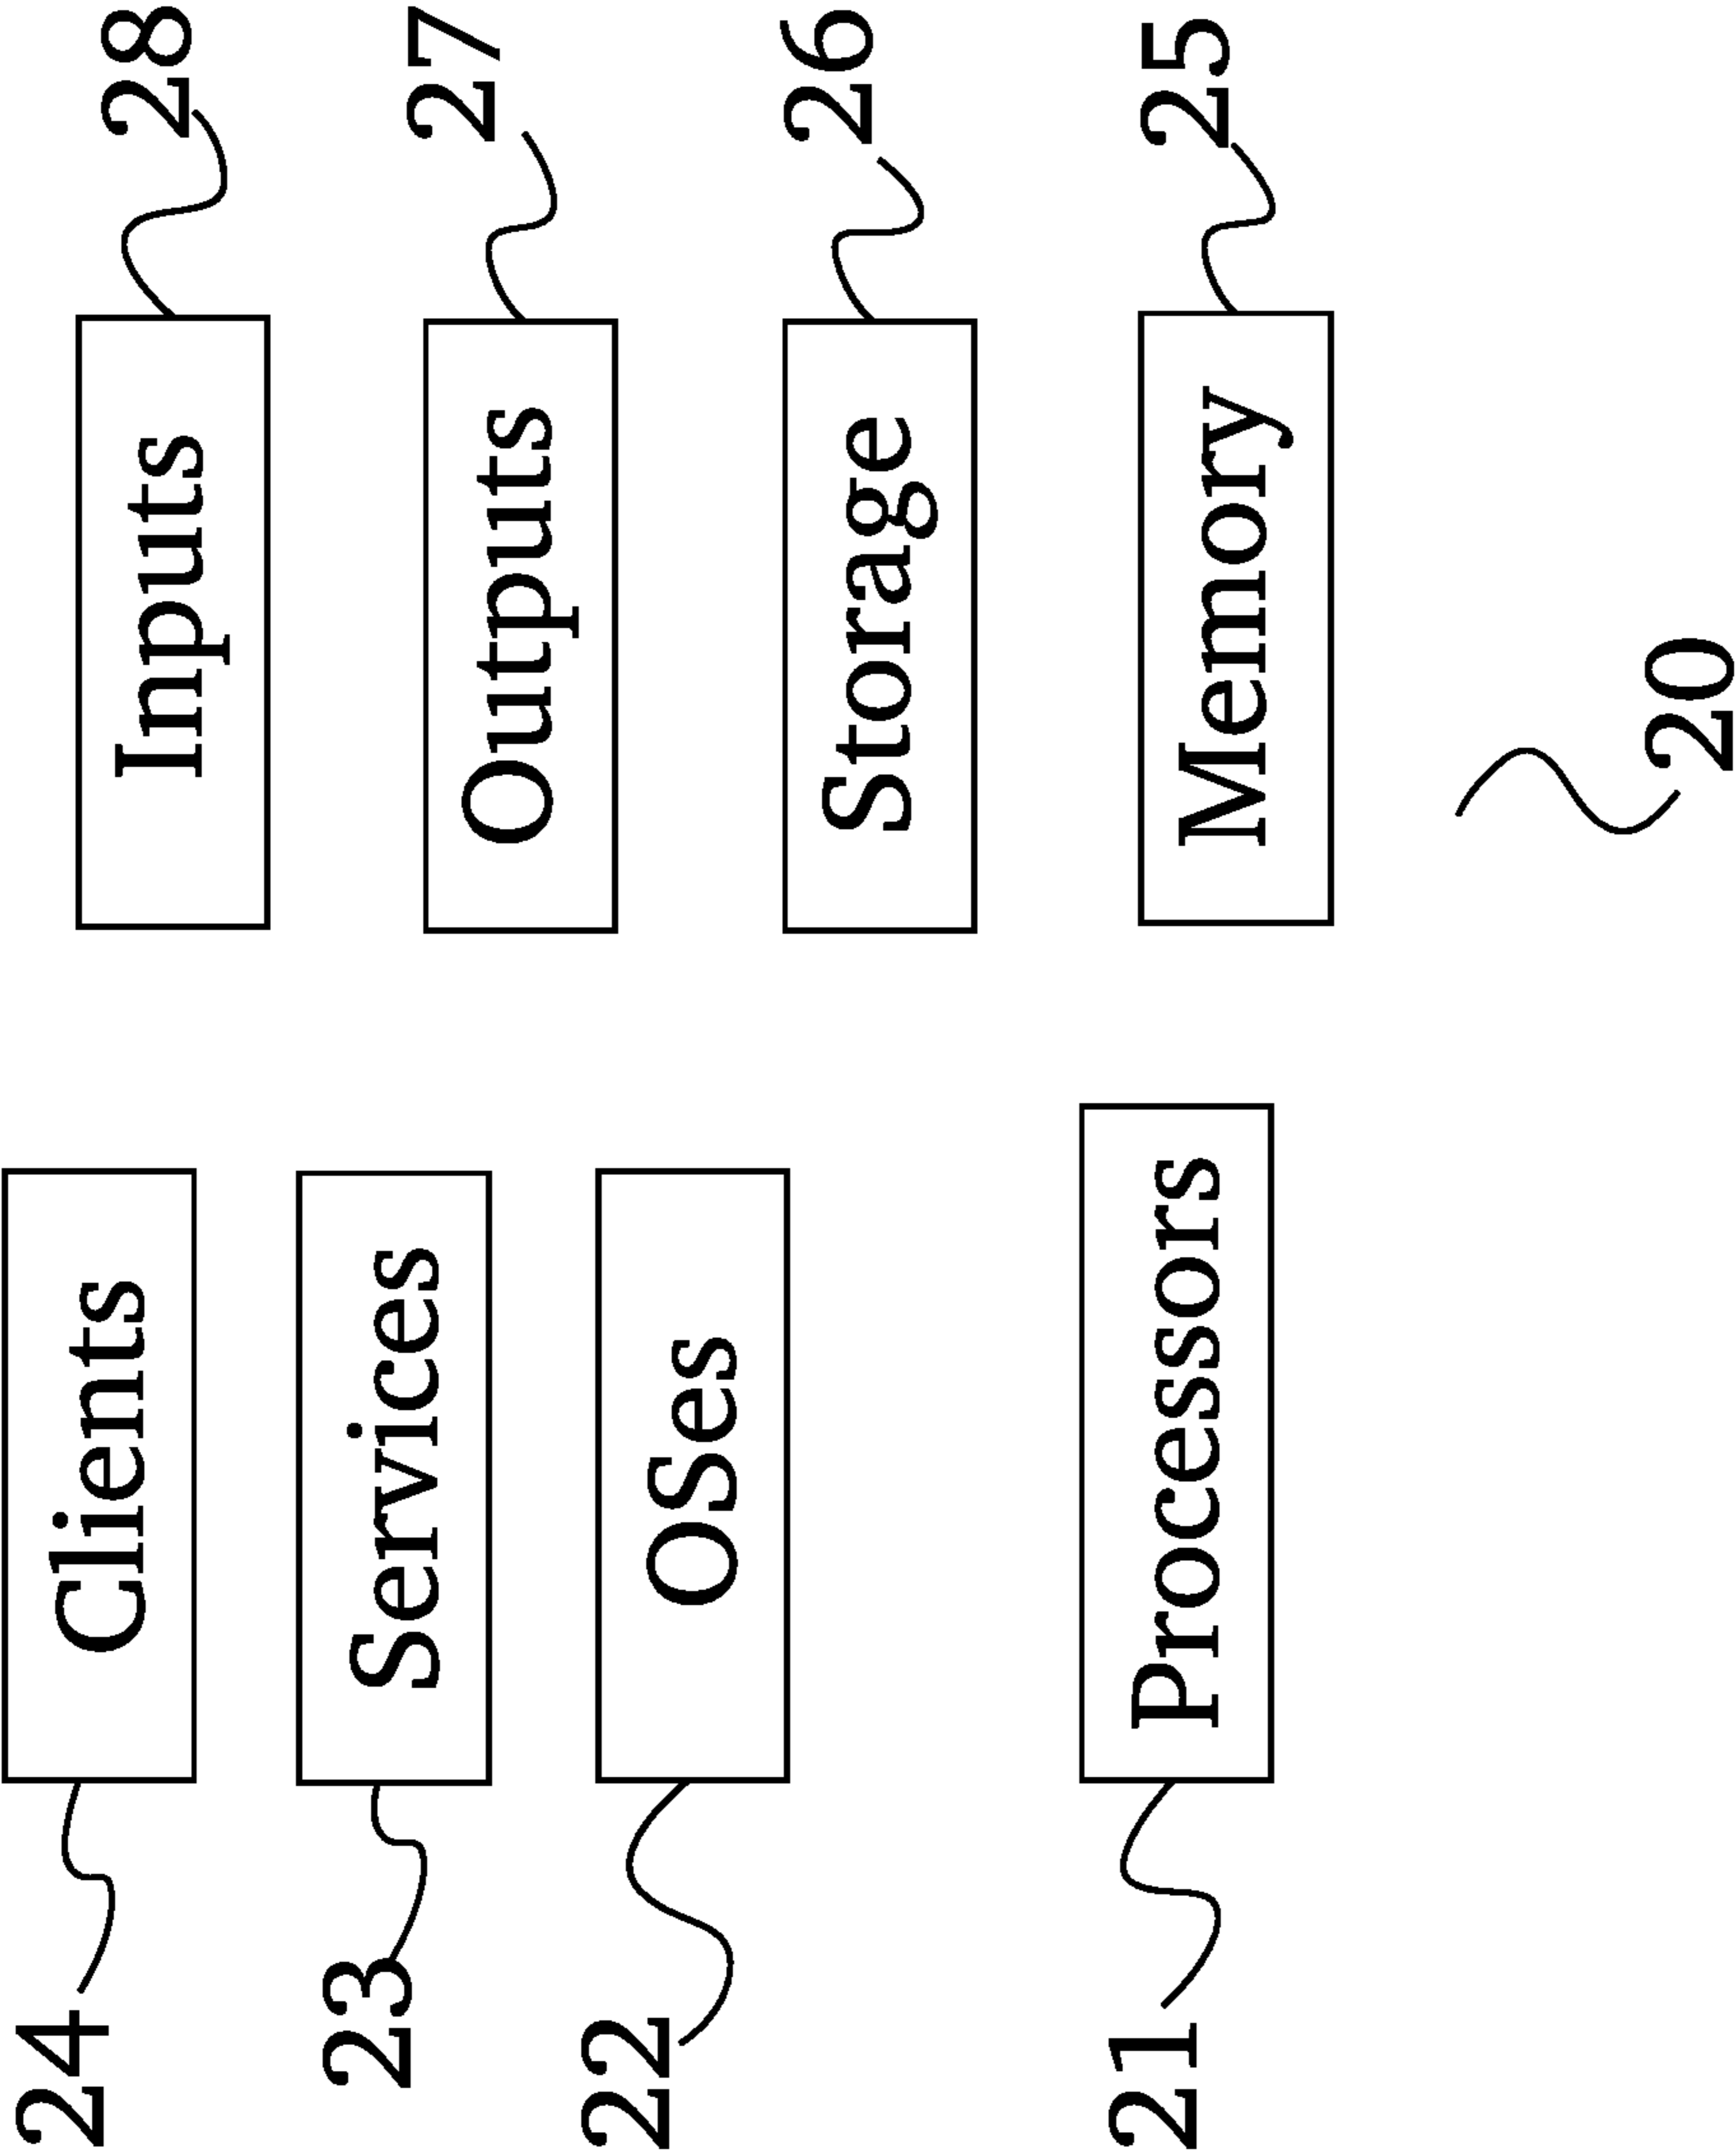 24 Clients
Inputs 28
23 Services
Outputs 27
22 OSes
Storage 26
21 Processors
Memory 25
20